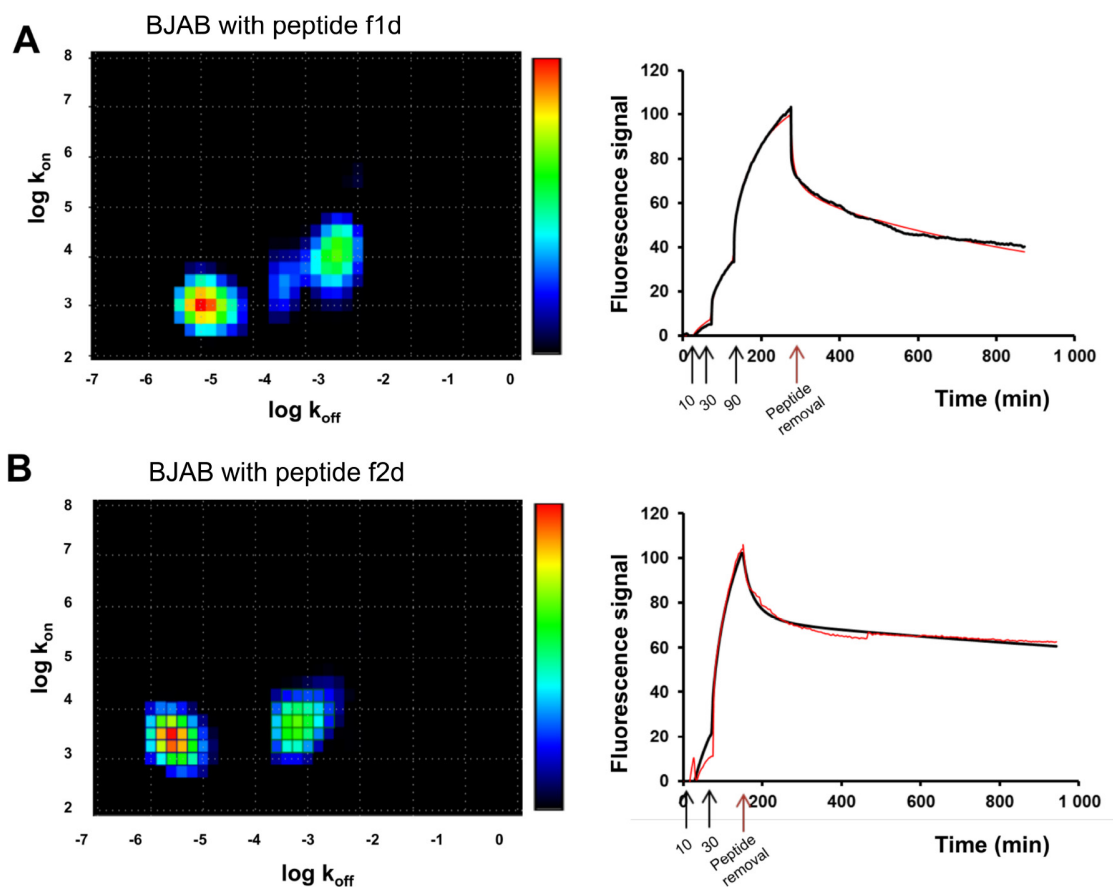 A
BJAB with peptide f1d
8
7
6
5
4
3
2
log kon
-7 -6 -5 -4 -3 -2 -1 0
log koff
120
100
80
60
40
20
0
Fluorescence signal
0 200 400 600 800 1 000
10 30 90 Peptide
removal
Time (min)
B
BJAB with peptide f2d
8
7
6
5
4
3
2
log kon
-7 -6 -5 -4 -3 -2 -1 0
log koff
120
100
80
60
40
20
0
Fluorescence signal
0 200 400 600 800 1 000
10 30 Peptide
removal
Time (min)